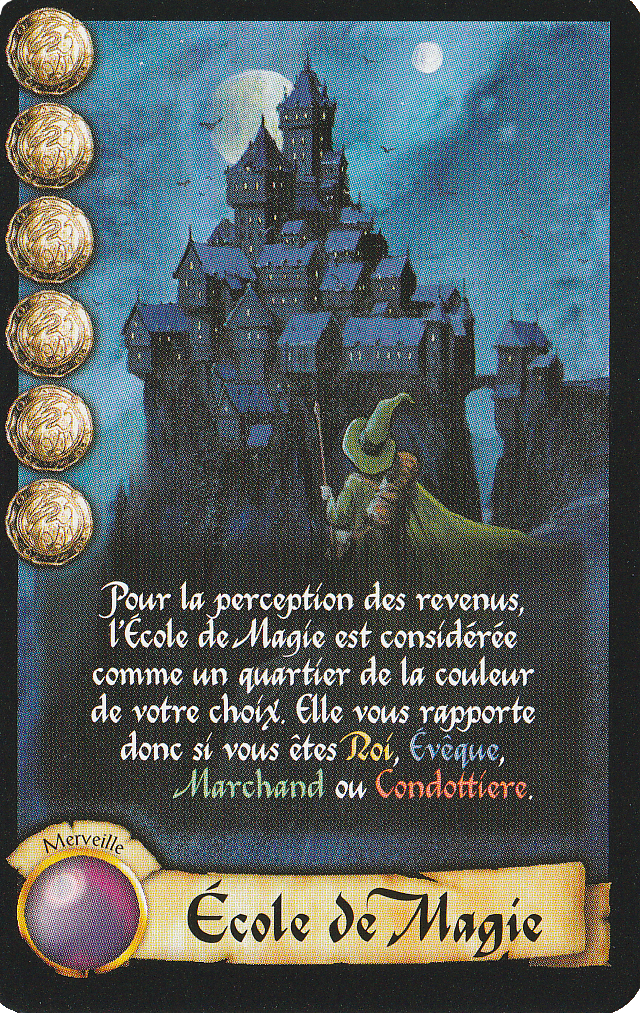 Pour la perception des revenus,
l'École de Magie est considérée
comme un quartier de la couleur
de votre choix. Elle vous rapporte
donc si vous êtes Roi, Évêque,
Marchand ou Condottiere.
Merveille
École de Magie